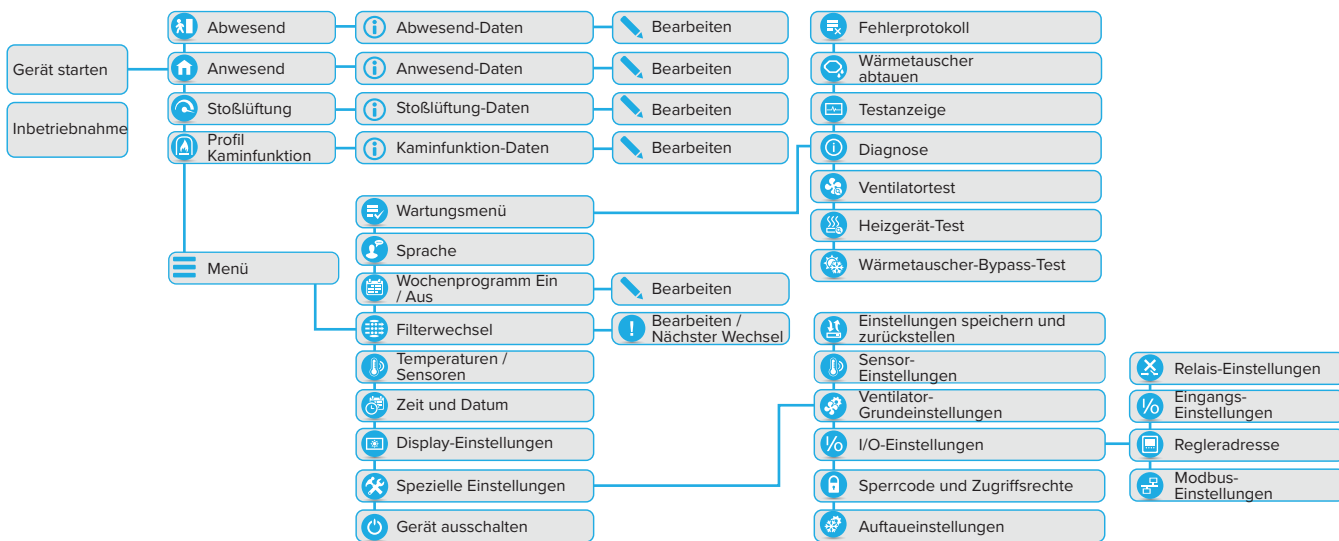 Gerät starten
Inbetriebnahme
Abwesend
Abwesend-Daten
Bearbeiten
Anwesend
Anwesend-Daten
Bearbeiten
Stoßlüftung
Stoßlüftung-Daten
Bearbeiten
Profil
Kaminfunktion
Kaminfunktion-Daten
Bearbeiten
Menü
Wartungsmenü
Sprache
Wochenprogramm Ein
/ Aus
Bearbeiten
Filterwechsel
Bearbeiten /
Nächster Wechsel
Temperaturen /
Sensoren
Zeit und Datum
Display-Einstellungen
Spezielle Einstellungen
Gerät ausschalten
Fehlerprotokoll
Wärmetauscher
abtauen
Testanzeige
Diagnose
Ventilatortest
Heizgerät-Test
Wärmetauscher-Bypass-Test
Einstellungen speichern und
zurückstellen
Sensor-
Einstellungen
Ventilator-
Grundeinstellungen
I/O-Einstellungen
Sperrcode und Zugriffsrechte
Auftaueinstellungen
Relais-Einstellungen
I/O
Eingangs-
Einstellungen
Regleradresse
Modbus-
Einstellungen
I/O